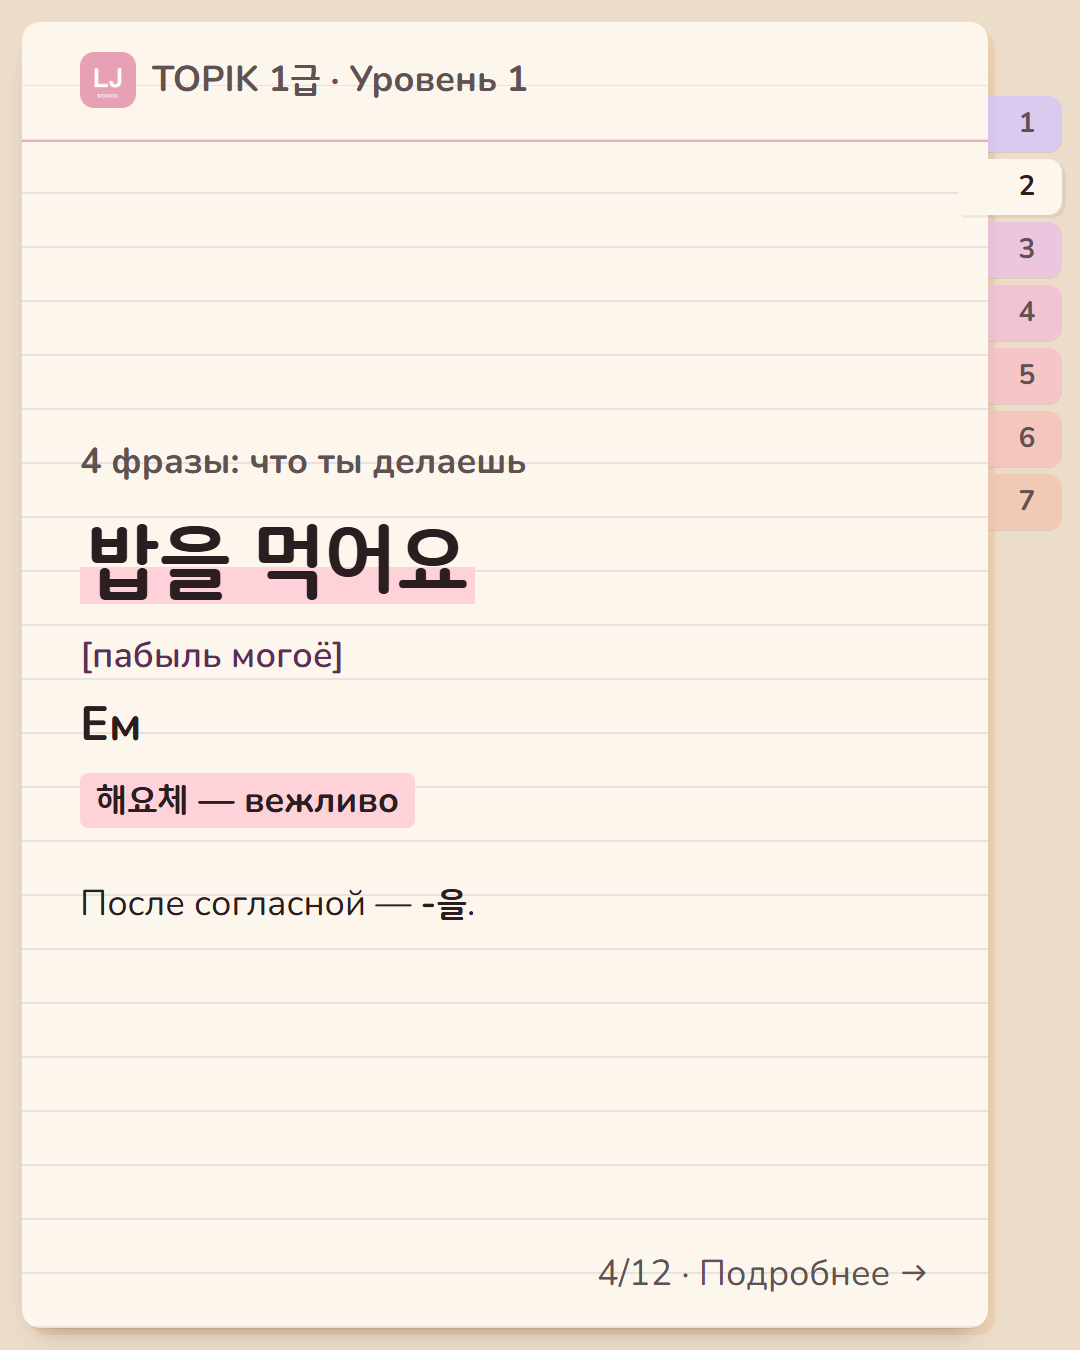 LJ
SCHOOL
TOPIK 1급 · Уровень 1
1
2
3
4
5
6
7
4 фразы: что ты делаешь
밥을 먹어요
[пабыль могоё]
Ем
해요체 — вежливо
После согласной — -을.
4/12 · Подробнее →